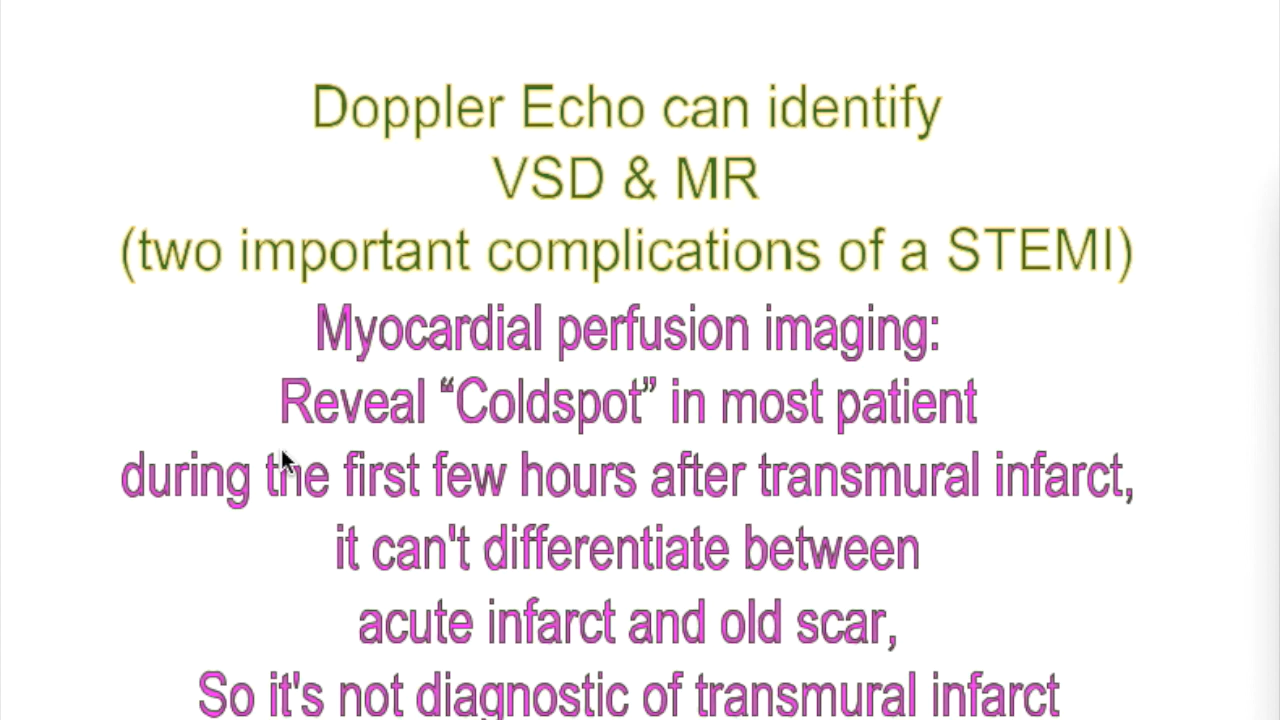 Doppler Echo can identify
VSD & MR
(two important complications of a STEMI)
Myocardial perfusion imaging:
Reveal “Coldspot” in most patient
during the first few hours after transmural infarct,
it can't differentiate between
acute infarct and old scar,
So it's not diagnostic of transmural infarct